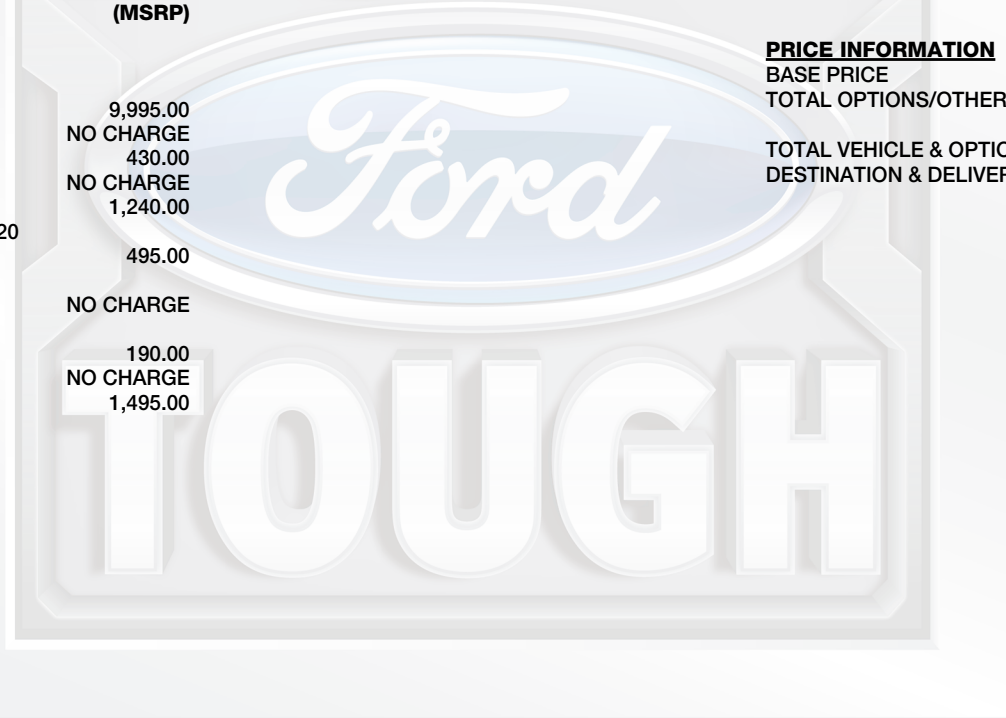 (MSRP)
9,995.00
NO CHARGE
430.00
NO CHARGE
1,240.00
20
495.00
NO CHARGE
190.00
NO CHARGE
1,495.00
PRICE INFORMATION
BASE PRICE
TOTAL OPTIONS/OTHER
TOTAL VEHICLE & OPTIO
DESTINATION & DELIVER
Ford
TOUGH